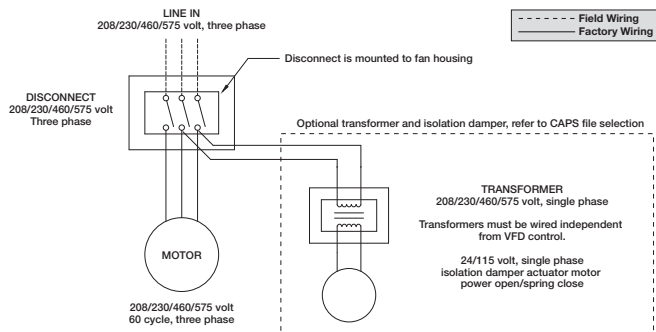 LINE IN
208/230/460/575 volt, three phase
Field Wiring
Factory Wiring
Disconnect is mounted to fan housing
DISCONNECT
208/230/460/575 volt
Three phase
Optional transformer and isolation damper, refer to CAPS file selection
TRANSFORMER
208/230/460/575 volt, single phase
Transformers must be wired independent
from VFD control.
24/115 volt, single phase
isolation damper actuator motor
power open/spring close
MOTOR
208/230/460/575 volt
60 cycle, three phase